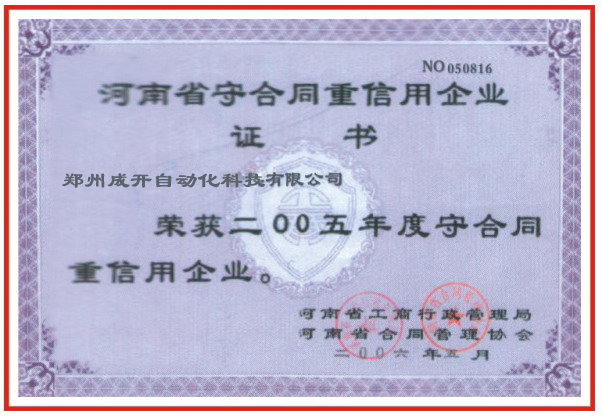 NO 050816
河南省守合同重信用企业
证 书
郑州成开自动化科技有限公司
荣获二00五年度守合同
重信用企业。
河南省工商行政管理局
河南省合同管理协会
二00六年五月